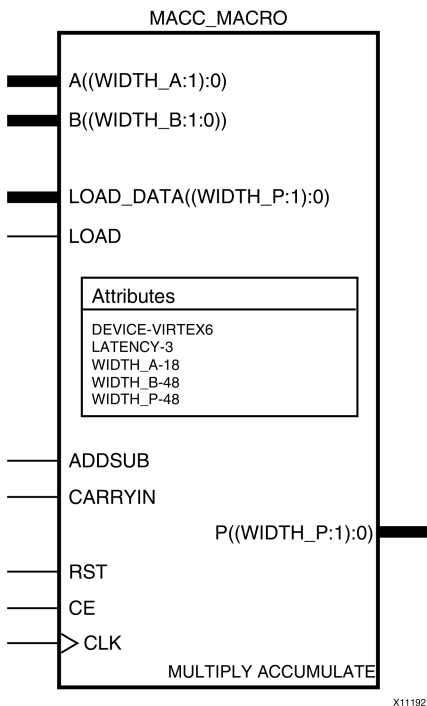 MACC_MACRO
A((WIDTH_A:1):0)
B((WIDTH_B:1:0))
LOAD_DATA((WIDTH_P:1):0)
LOAD
Attributes
DEVICE-VIRTEX6
LATENCY-3
WIDTH_A-18
WIDTH_B-48
WIDTH_P-48
ADDSUB
CARRYIN
P((WIDTH_P:1):0)
RST
CE
CLK
MULTIPLY ACCUMULATE
X11192